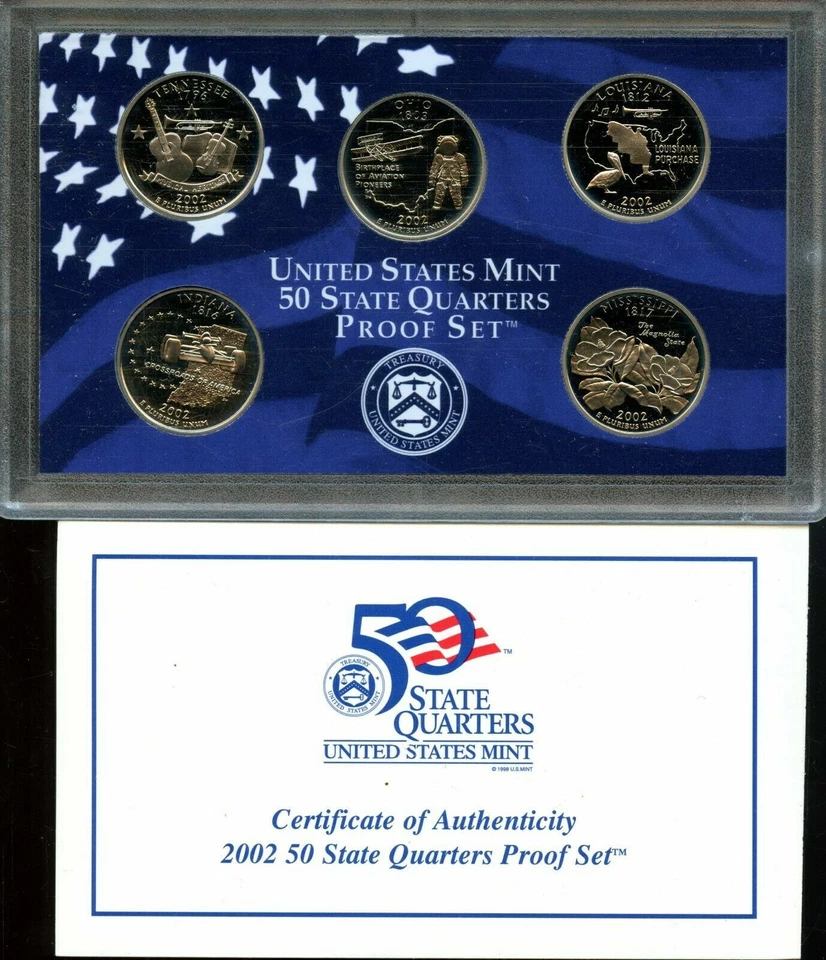 TENNESSEE
1796
MUSICAL HERITAGE
2002
E PLURIBUS UNUM
OHIO
1803
BIRTHPLACE
OF AVIATION
PIONEERS
2002
E PLURIBUS UNUM
LOUISIANA
1812
LOUISIANA
PURCHASE
2002
E PLURIBUS UNUM
UNITED STATES MINT
50 STATE QUARTERS
PROOF SET™
INDIANA
1816
CROSSROADS OF AMERICA
2002
E PLURIBUS UNUM
TREASURY
UNITED STATES MINT
MISSISSIPPI
1817
The
Magnolia
State
2002
E PLURIBUS UNUM
50™
TREASURY
UNITED STATES MINT
STATE
QUARTERS
UNITED STATES MINT
© 1998 U.S. MINT
Certificate of Authenticity
2002 50 State Quarters Proof Set™